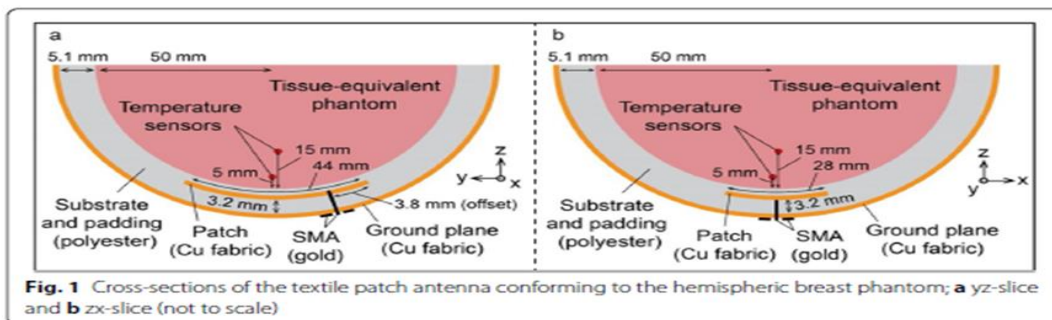 a
5.1 mm 50 mm
Tissue-equivalent
phantom
Temperature
sensors
15 mm
5 mm
44 mm
z
y x
3.2 mm
3.8 mm (offset)
Substrate
and padding
(polyester)
Patch
(Cu fabric)
SMA
(gold)
Ground plane
(Cu fabric)
b
5.1 mm 50 mm
Tissue-equivalent
phantom
Temperature
sensors
15 mm
5 mm
28 mm
z
y x
3.2 mm
Substrate
and padding
(polyester)
Patch
(Cu fabric)
SMA
(gold)
Ground plane
(Cu fabric)
Fig. 1 Cross-sections of the textile patch antenna conforming to the hemispheric breast phantom; a yz-slice
and b zx-slice (not to scale)